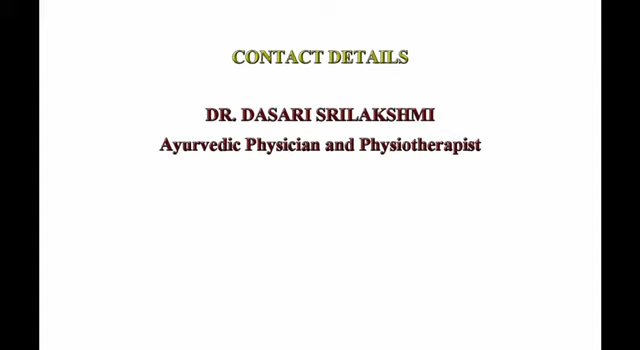 CONTACT DETAILS
DR. DASARI SRILAKSHMI
Ayurvedic Physician and Physiotherapist